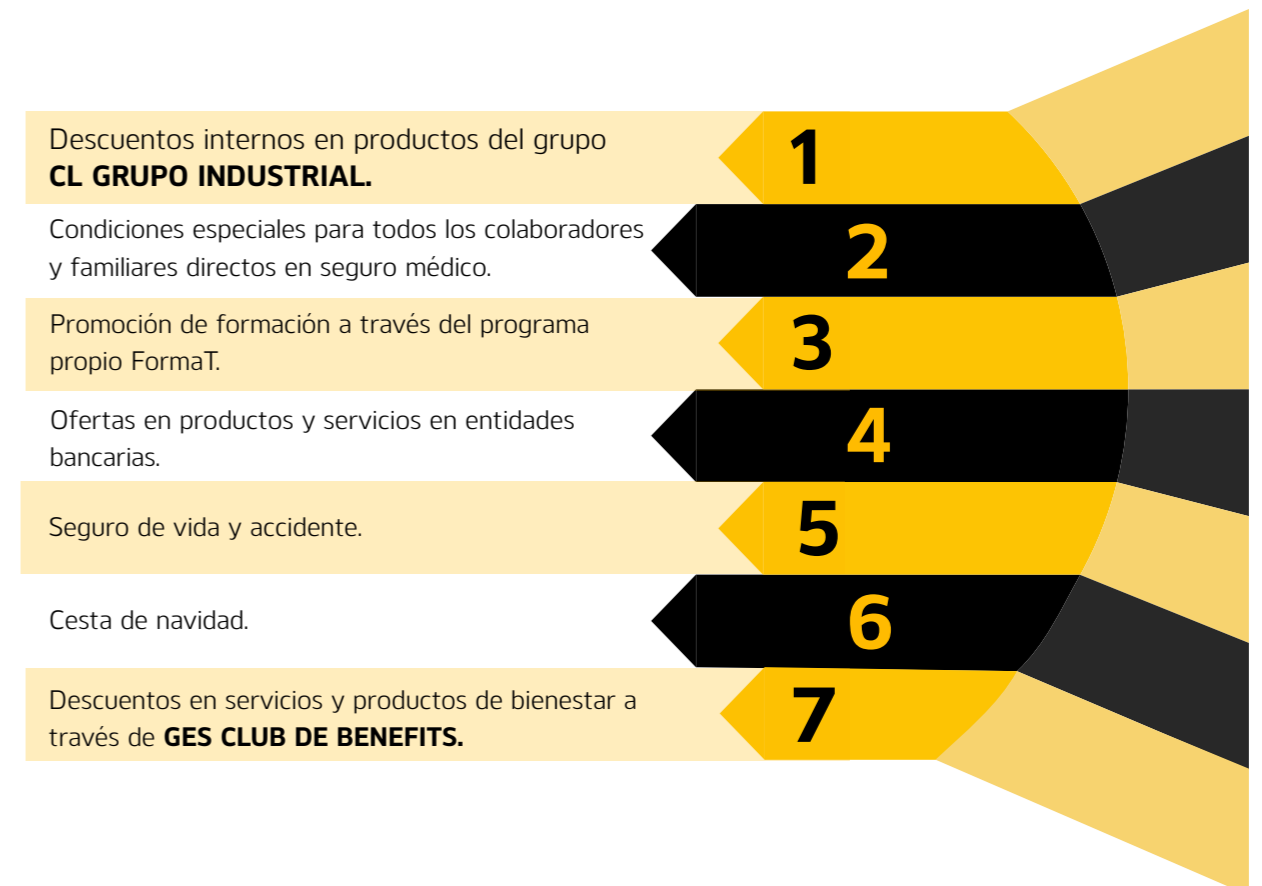 Descuentos internos en productos del grupo
CL GRUPO INDUSTRIAL.
1
Condiciones especiales para todos los colaboradores
y familiares directos en seguro médico.
2
Promoción de formación a través del programa
propio FormaT.
3
Ofertas en productos y servicios en entidades
bancarias.
4
Seguro de vida y accidente.
5
Cesta de navidad.
6
Descuentos en servicios y productos de bienestar a
través de GES CLUB DE BENEFITS.
7